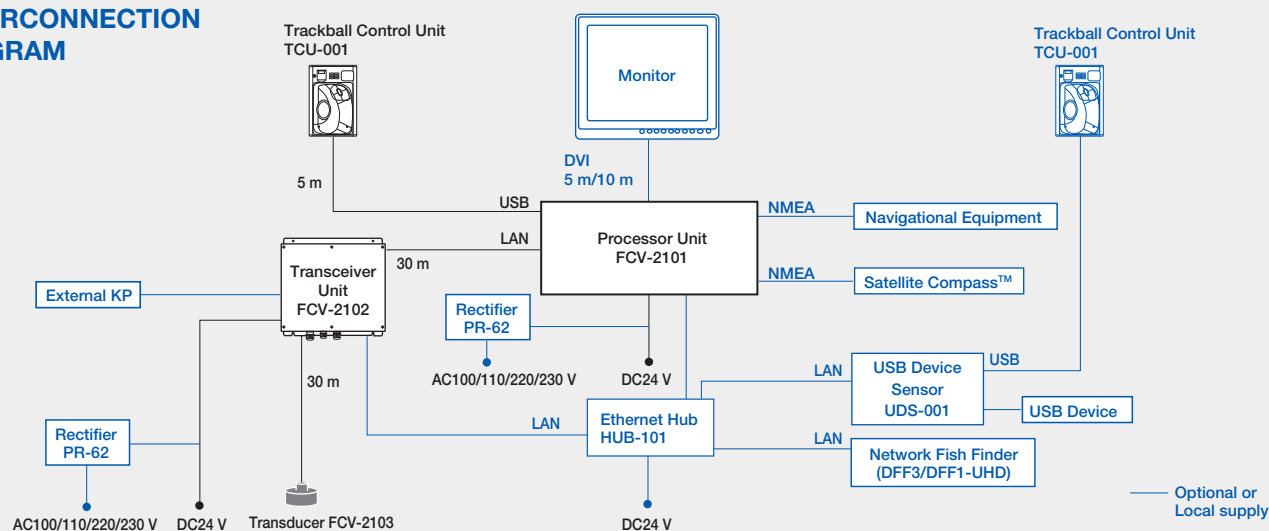 RCONNECTION
GRAM
Trackball Control Unit
TCU-001
Trackball Control Unit
TCU-001
Monitor
DVI
5 m/10 m
5 m
USB
LAN
30 m
Processor Unit
FCV-2101
NMEA
Navigational Equipment
NMEA
Satellite Compass™
Transceiver
Unit
FCV-2102
External KP
Rectifier
PR-62
AC100/110/220/230 V
DC24 V
30 m
LAN
USB Device
Sensor
UDS-001
USB
USB Device
LAN
Ethernet Hub
HUB-101
LAN
Network Fish Finder
(DFF3/DFF1-UHD)
Rectifier
PR-62
AC100/110/220/230 V
DC24 V
Transducer FCV-2103
DC24 V
Optional or
Local supply